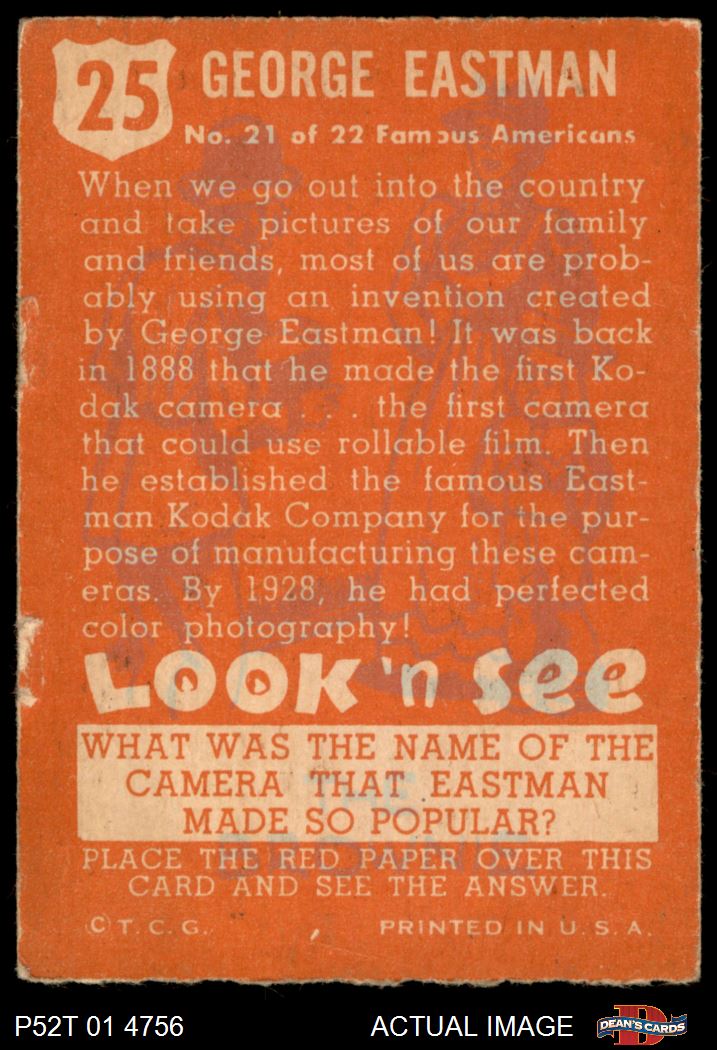 25
GEORGE EASTMAN
No. 21 of 22 Famous Americans
When we go out into the country
and take pictures of our family
and friends, most of us are prob-
ably using an invention created
by George Eastman! It was back
in 1888 that he made the first Ko-
dak camera . . . the first camera
that could use rollable film. Then
he established the famous East-
man Kodak Company for the pur-
pose of manufacturing these cam-
eras. By 1928, he had perfected
color photography!
LOOK 'n SEE
WHAT WAS THE NAME OF THE
CAMERA THAT EASTMAN
MADE SO POPULAR?
THE
BROWNIE
PLACE THE RED PAPER OVER THIS
CARD AND SEE THE ANSWER.
© T. C. G. PRINTED IN U. S. A.
P52T 01 4756 ACTUAL IMAGE D DEAN'S CARDS